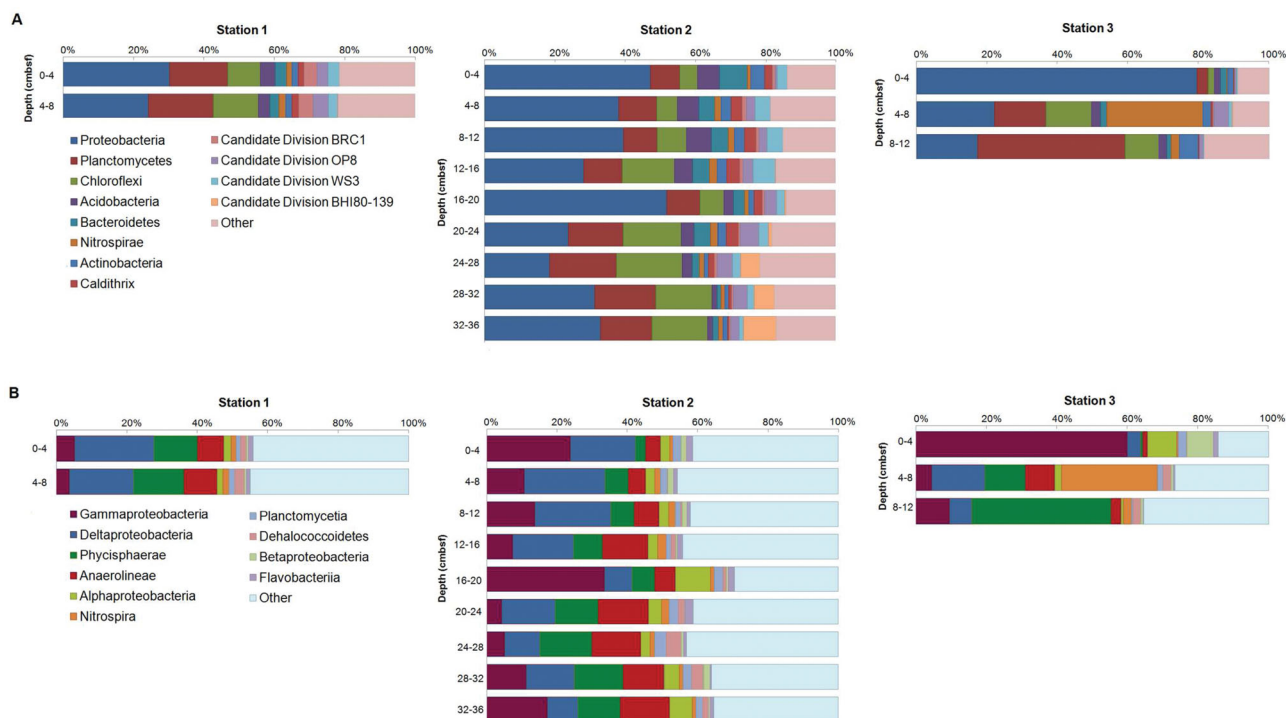 A
Station 1
0% 20% 40% 60% 80% 100%
Depth (cmbsf)
0-4
4-8
Proteobacteria
Planctomycetes
Chloroflexi
Acidobacteria
Bacteroidetes
Nitrospirae
Actinobacteria
Caldithrix
Candidate Division BRC1
Candidate Division OP8
Candidate Division WS3
Candidate Division BHI80-139
Other
Station 2
0% 20% 40% 60% 80% 100%
Depth (cmbsf)
0-4
4-8
8-12
12-16
16-20
20-24
24-28
28-32
32-36
Station 3
0% 20% 40% 60% 80% 100%
Depth (cmbsf)
0-4
4-8
8-12
B
Station 1
0% 20% 40% 60% 80% 100%
Depth (cmbsf)
0-4
4-8
Gammaproteobacteria
Deltaproteobacteria
Phycisphaerae
Anaerolineae
Alphaproteobacteria
Nitrospira
Planctomycetia
Dehalococcoidetes
Betaproteobacteria
Flavobacteriia
Other
Station 2
0% 20% 40% 60% 80% 100%
Depth (cmbsf)
0-4
4-8
8-12
12-16
16-20
20-24
24-28
28-32
32-36
Station 3
0% 20% 40% 60% 80% 100%
Depth (cmbsf)
0-4
4-8
8-12